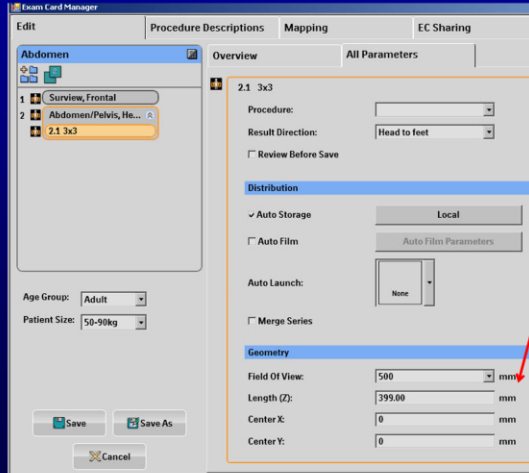 Exam Card Manager
Edit
Procedure Descriptions
Mapping
EC Sharing
Abdomen
1 Surview, Frontal
2 Abdomen/Pelvis, He...
2.1 3x3
Age Group: Adult
Patient Size: 50-90kg
Save
Save As
Cancel
Overview
All Parameters
2.1 3x3
Procedure:
Result Direction: Head to feet
Review Before Save
Distribution
Auto Storage Local
Auto Film Auto Film Parameters
Auto Launch: None
Merge Series
Geometry
Field Of View: 500 mm
Length (Z): 399.00 mm
Center X: 0 mm
Center Y: 0 mm